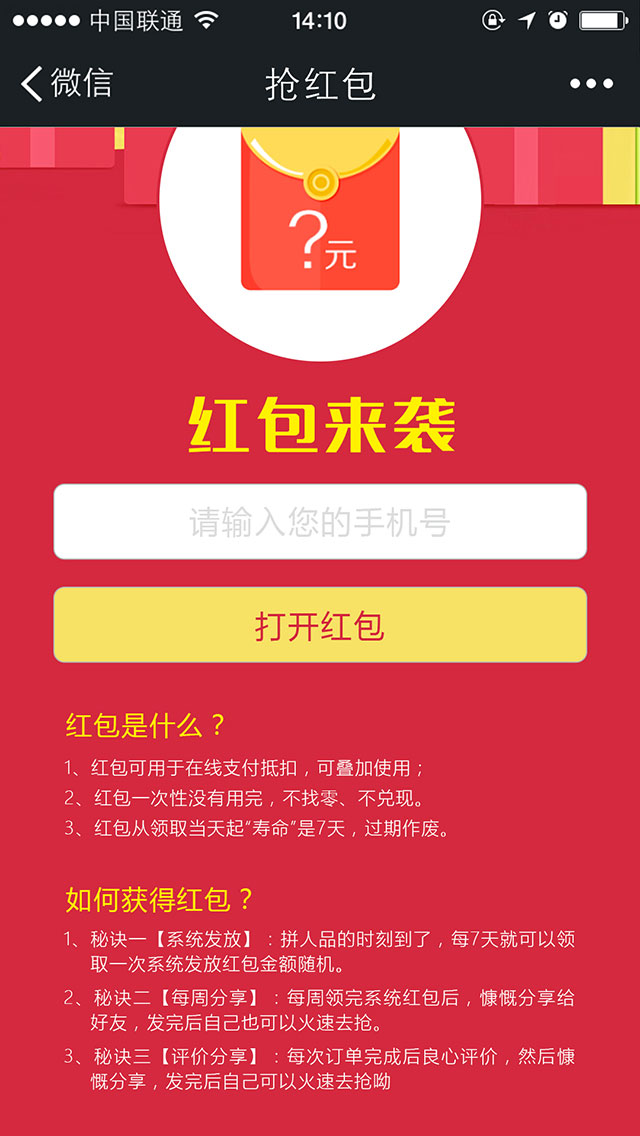 中国联通 14:10
微信 抢红包
?元
红包来袭
请输入您的手机号
打开红包
红包是什么？
1、红包可用于在线支付抵扣，可叠加使用；
2、红包一次性没有用完，不找零、不兑现。
3、红包从领取当天起“寿命”是7天，过期作废。
如何获得红包？
1、秘诀一【系统发放】：拼人品的时刻到了，每7天就可以领
取一次系统发放红包金额随机。
2、秘诀二【每周分享】：每周领完系统红包后，慷慨分享给
好友，发完后自己也可以火速去抢。
3、秘诀三【评价分享】：每次订单完成后良心评价，然后慷
慨分享，发完后自己可以火速去抢呦